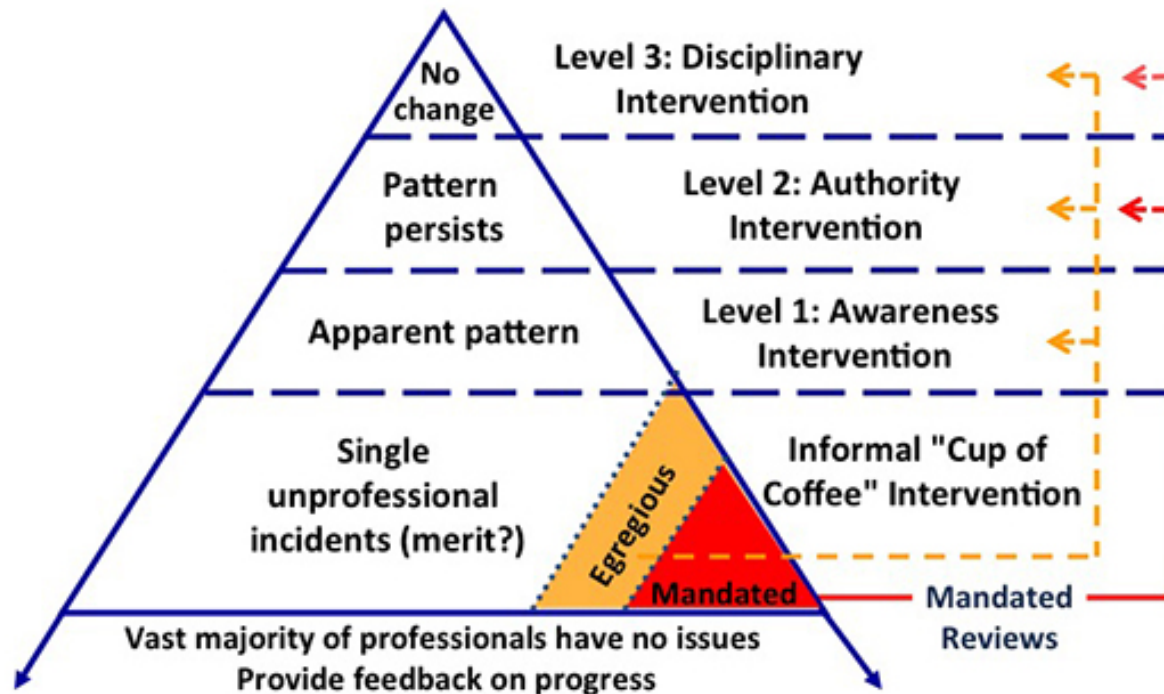 No
change
Level 3: Disciplinary
Intervention
Pattern
persists
Level 2: Authority
Intervention
Apparent pattern
Level 1: Awareness
Intervention
Single
unprofessional
incidents (merit?)
Egregious
Mandated
Informal "Cup of
Coffee" Intervention
Mandated
Reviews
Vast majority of professionals have no issues
Provide feedback on progress